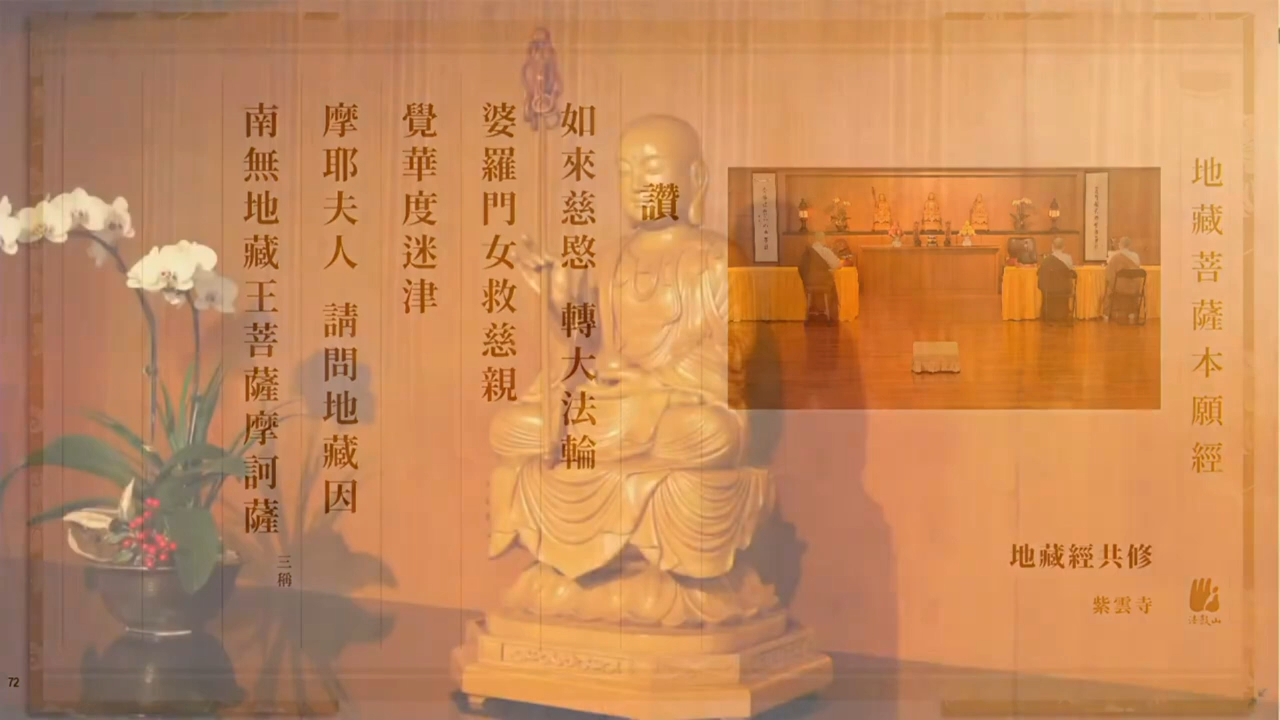 地藏菩薩本願經
讚
如來慈愍 轉大法輪
婆羅門女救慈親
覺華度迷津
摩耶夫人 請問地藏因
南無地藏王菩薩摩訶薩
三稱
地藏經共修
紫雲寺
法鼓山
72